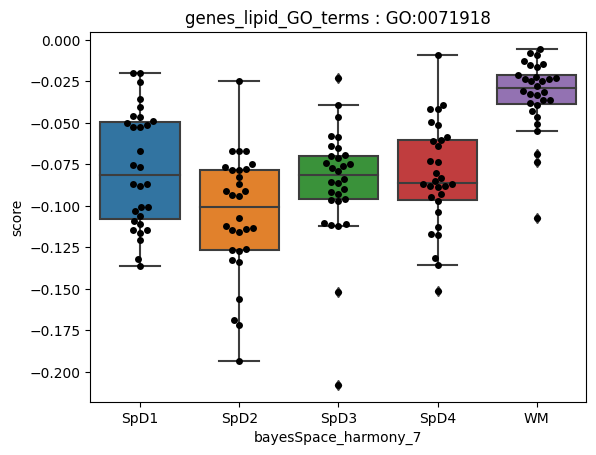 genes_lipid_GO_terms : GO:0071918
0.000
−0.025
−0.050
−0.075
−0.100
−0.125
−0.150
−0.175
−0.200
score
SpD1 SpD2 SpD3 SpD4 WM
bayesSpace_harmony_7